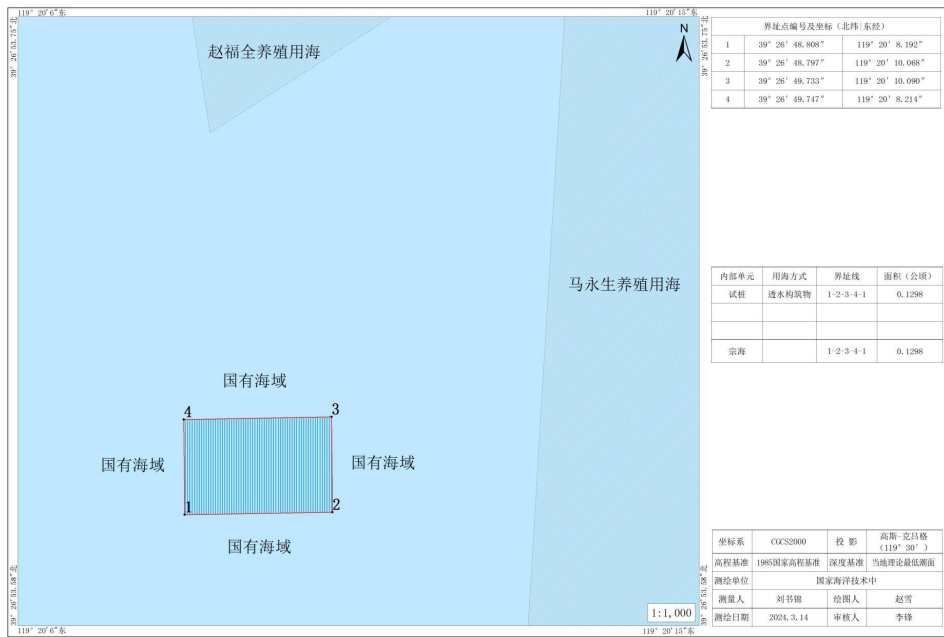 119° 20′6″东
119° 20′15″东
39° 26′53.75″北
39° 26′53.75″北
赵福全养殖用海
N
马永生养殖用海
国有海域
4
3
国有海域
国有海域
1
2
国有海域
39° 26′53.58″北
39° 26′53.58″北
1:1,000
119° 20′6″东
119° 20′15″东
界址点编号及坐标（北纬|东经）
1 39° 26′ 48.808″ 119° 20′ 8.192″
2 39° 26′ 48.797″ 119° 20′ 10.068″
3 39° 26′ 49.733″ 119° 20′ 10.090″
4 39° 26′ 49.747″ 119° 20′ 8.214″
内部单元 用海方式 界址线 面积（公顷）
试桩 透水构筑物 1-2-3-4-1 0.1298
宗海 1-2-3-4-1 0.1298
坐标系 CGCS2000 投 影 高斯-克吕格
（119° 30′）
高程基准 1985国家高程基准 深度基准 当地理论最低潮面
测绘单位 国家海洋技术中
测量人 刘书锦 绘图人 赵雪
测绘日期 2024.3.14 审核人 李锋